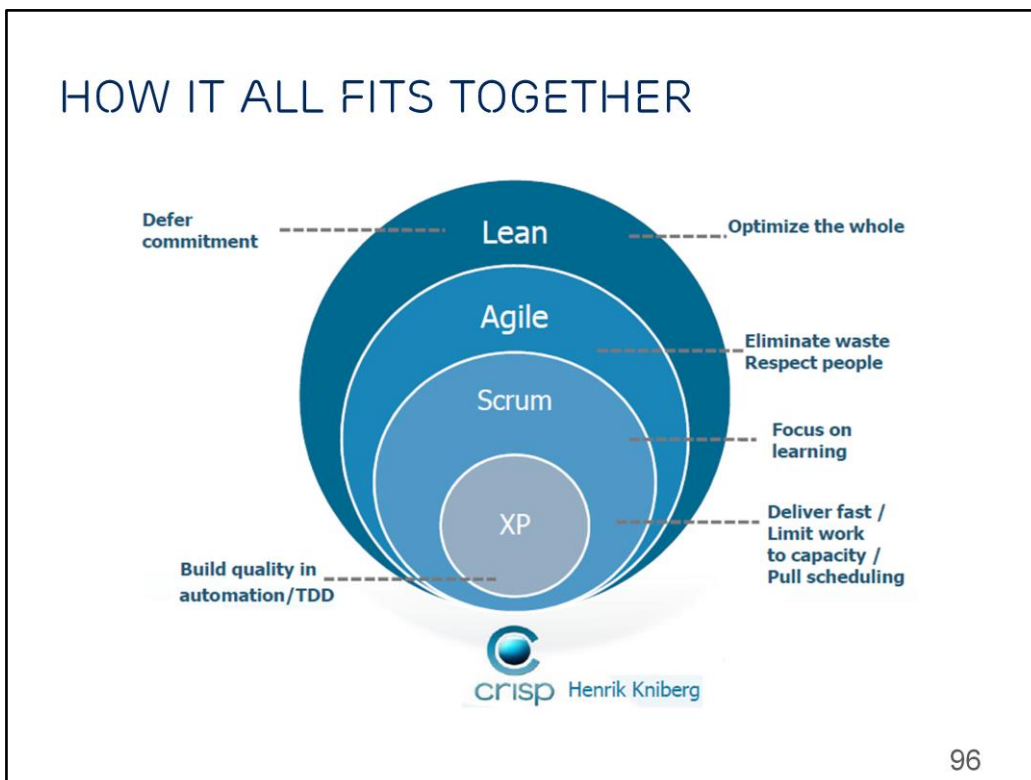 HOW IT ALL FITS TOGETHER
Defer
commitment
Lean
Optimize the whole
Agile
Eliminate waste
Respect people
Scrum
Focus on
learning
XP
Deliver fast /
Limit work
to capacity /
Pull scheduling
Build quality in
automation/TDD
crisp Henrik Kniberg
96